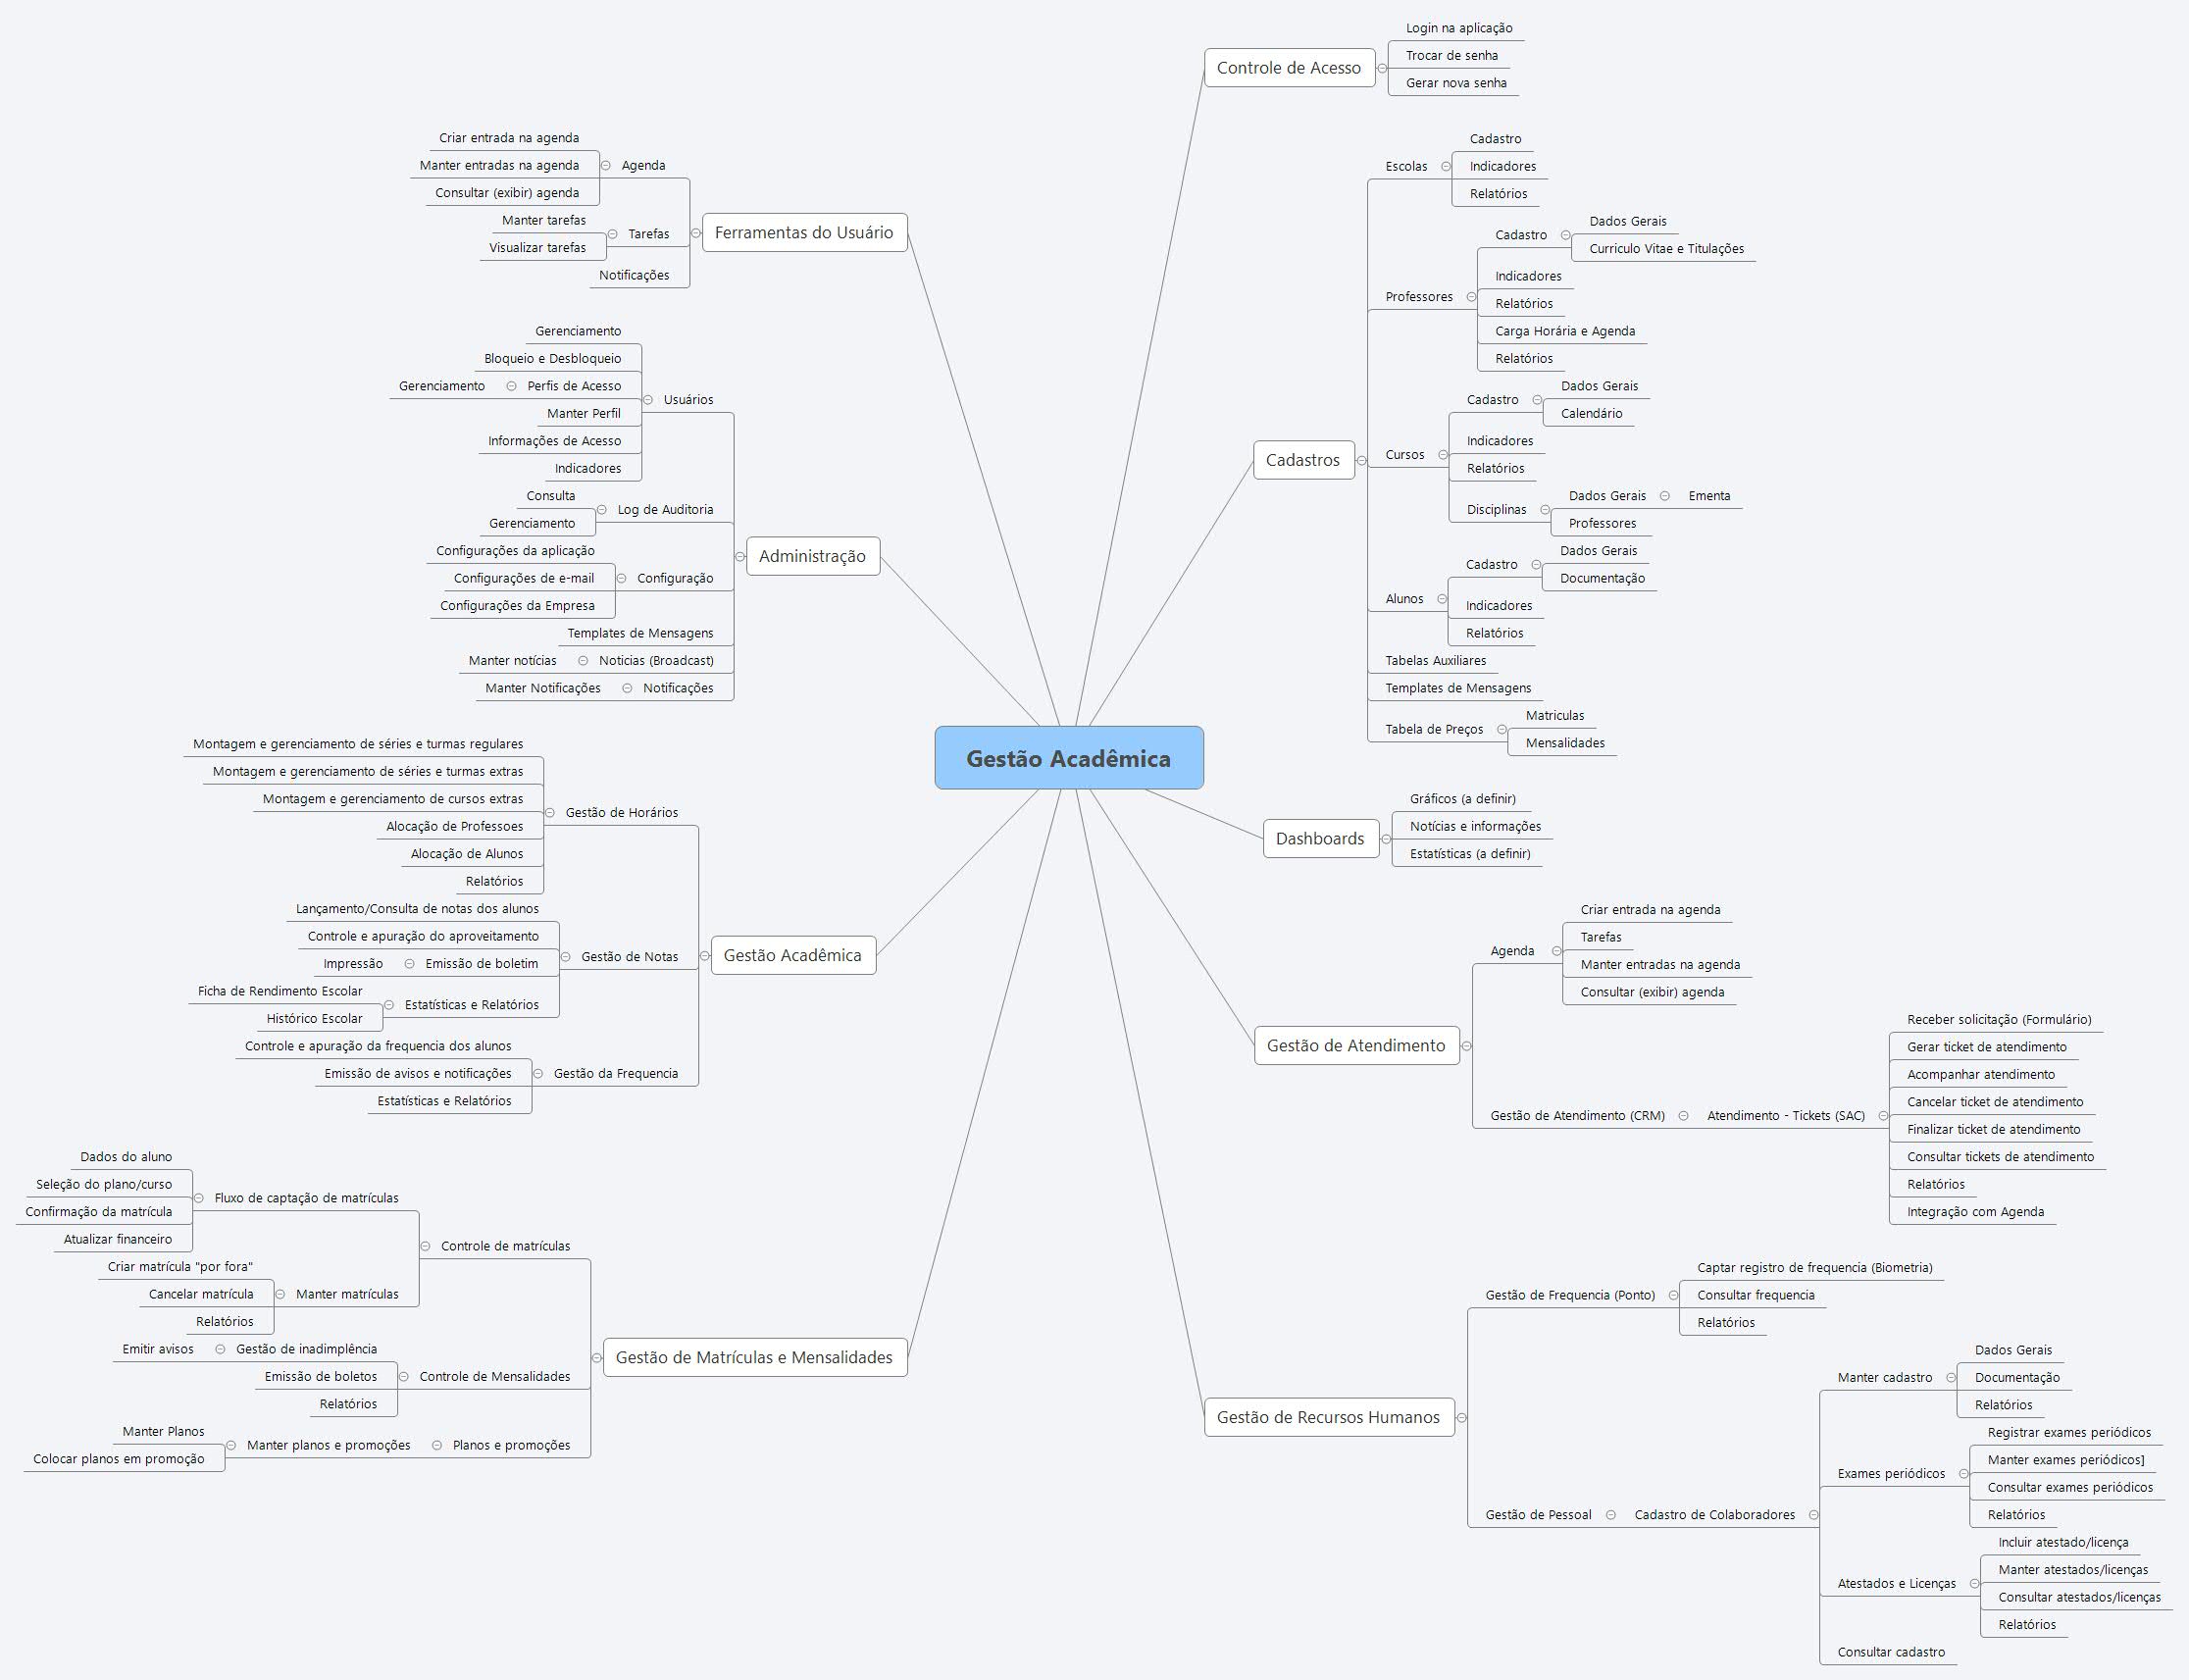 Gestão Acadêmica
Controle de Acesso
Login na aplicação
Trocar de senha
Gerar nova senha
Cadastros
Escolas
Cadastro
Indicadores
Relatórios
Professores
Cadastro
Dados Gerais
Curriculo Vitae e Titulações
Indicadores
Relatórios
Carga Horária e Agenda
Relatórios
Cursos
Cadastro
Dados Gerais
Calendário
Indicadores
Relatórios
Disciplinas
Dados Gerais
Ementa
Professores
Alunos
Cadastro
Dados Gerais
Documentação
Indicadores
Relatórios
Tabelas Auxiliares
Templates de Mensagens
Tabela de Preços
Matriculas
Mensalidades
Dashboards
Gráficos (a definir)
Notícias e informações
Estatísticas (a definir)
Gestão de Atendimento
Agenda
Criar entrada na agenda
Tarefas
Manter entradas na agenda
Consultar (exibir) agenda
Gestão de Atendimento (CRM)
Atendimento - Tickets (SAC)
Receber solicitação (Formulário)
Gerar ticket de atendimento
Acompanhar atendimento
Cancelar ticket de atendimento
Finalizar ticket de atendimento
Consultar tickets de atendimento
Relatórios
Integração com Agenda
Gestão de Recursos Humanos
Gestão de Frequencia (Ponto)
Captar registro de frequencia (Biometria)
Consultar frequencia
Relatórios
Gestão de Pessoal
Cadastro de Colaboradores
Manter cadastro
Dados Gerais
Documentação
Relatórios
Exames periódicos
Registrar exames periódicos
Manter exames periódicos]
Consultar exames periódicos
Relatórios
Atestados e Licenças
Incluir atestado/licença
Manter atestados/licenças
Consultar atestados/licenças
Relatórios
Consultar cadastro
Ferramentas do Usuário
Agenda
Criar entrada na agenda
Manter entradas na agenda
Consultar (exibir) agenda
Tarefas
Manter tarefas
Visualizar tarefas
Notificações
Administração
Usuários
Gerenciamento
Bloqueio e Desbloqueio
Perfis de Acesso
Gerenciamento
Manter Perfil
Informações de Acesso
Indicadores
Log de Auditoria
Consulta
Gerenciamento
Configuração
Configurações da aplicação
Configurações de e-mail
Configurações da Empresa
Templates de Mensagens
Noticias (Broadcast)
Manter notícias
Notificações
Manter Notificações
Gestão Acadêmica
Gestão de Horários
Montagem e gerenciamento de séries e turmas regulares
Montagem e gerenciamento de séries e turmas extras
Montagem e gerenciamento de cursos extras
Alocação de Professoes
Alocação de Alunos
Relatórios
Gestão de Notas
Lançamento/Consulta de notas dos alunos
Controle e apuração do aproveitamento
Emissão de boletim
Impressão
Estatísticas e Relatórios
Ficha de Rendimento Escolar
Histórico Escolar
Gestão da Frequencia
Controle e apuração da frequencia dos alunos
Emissão de avisos e notificações
Estatísticas e Relatórios
Gestão de Matrículas e Mensalidades
Controle de matrículas
Fluxo de captação de matrículas
Dados do aluno
Seleção do plano/curso
Confirmação da matrícula
Atualizar financeiro
Manter matrículas
Criar matrícula "por fora"
Cancelar matrícula
Relatórios
Controle de Mensalidades
Gestão de inadimplência
Emitir avisos
Emissão de boletos
Relatórios
Planos e promoções
Manter planos e promoções
Manter Planos
Colocar planos em promoção